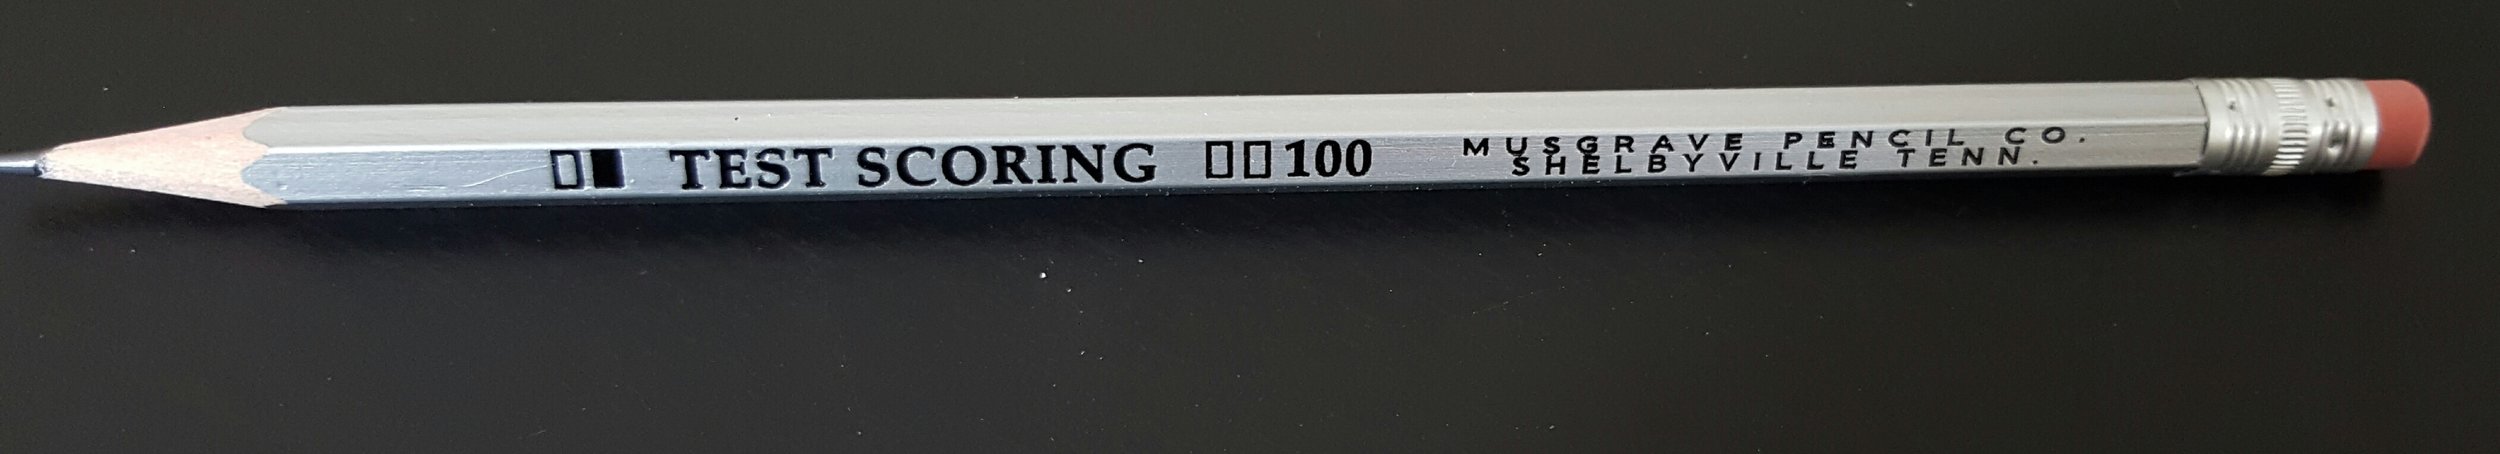 ▯▮ TEST SCORING ▯▯100
MUSGRAVE PENCIL CO.
SHELBYVILLE TENN.